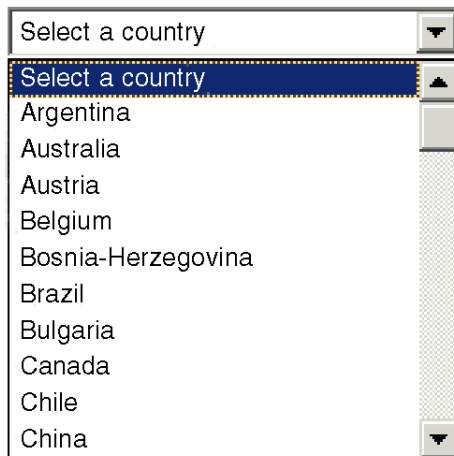 Select a country
Select a country
Argentina
Australia
Austria
Belgium
Bosnia-Herzegovina
Brazil
Bulgaria
Canada
Chile
China